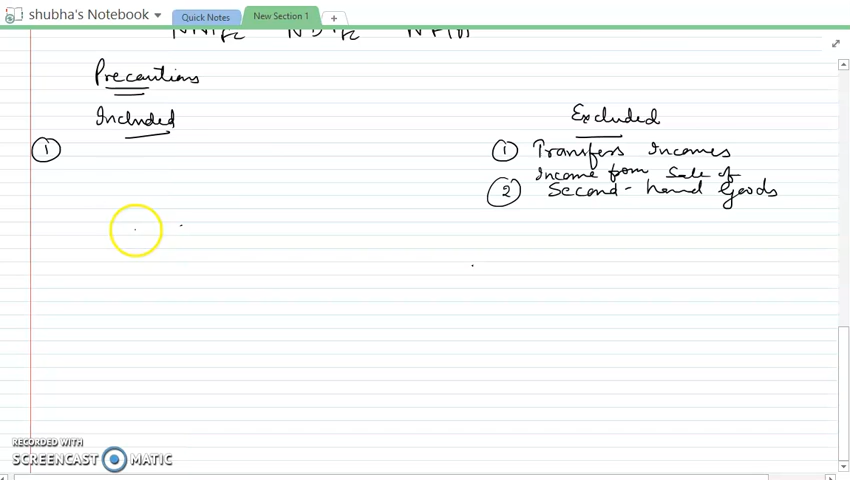 shubha's Notebook
Quick Notes
New Section 1
+
Precautions
Included
Excluded
①
① Transfers Incomes
Income from Sale of
② Second-hand Goods
RECORDED WITH
SCREENCAST MATIC